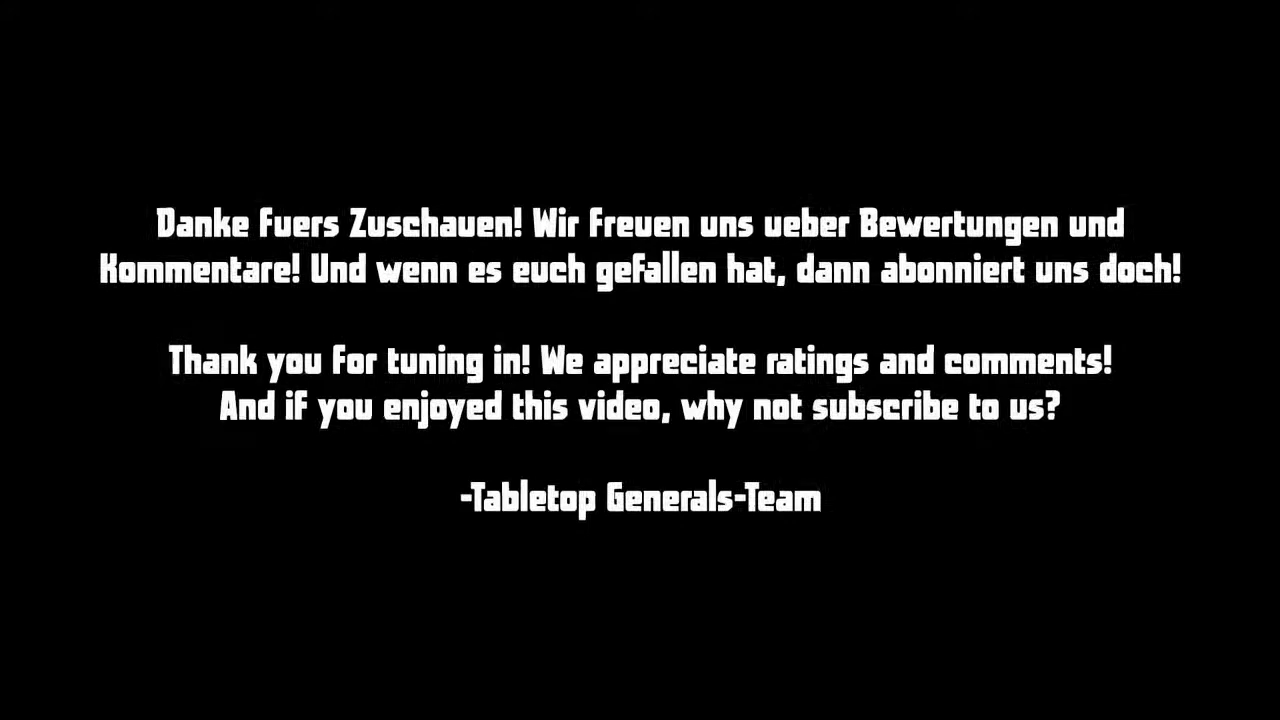 Danke fuers Zuschauen! Wir freuen uns ueber Bewertungen und
Kommentare! Und wenn es euch gefallen hat, dann abonniert uns doch!
Thank you for tuning in! We appreciate ratings and comments!
And if you enjoyed this video, why not subscribe to us?
-Tabletop Generals-Team